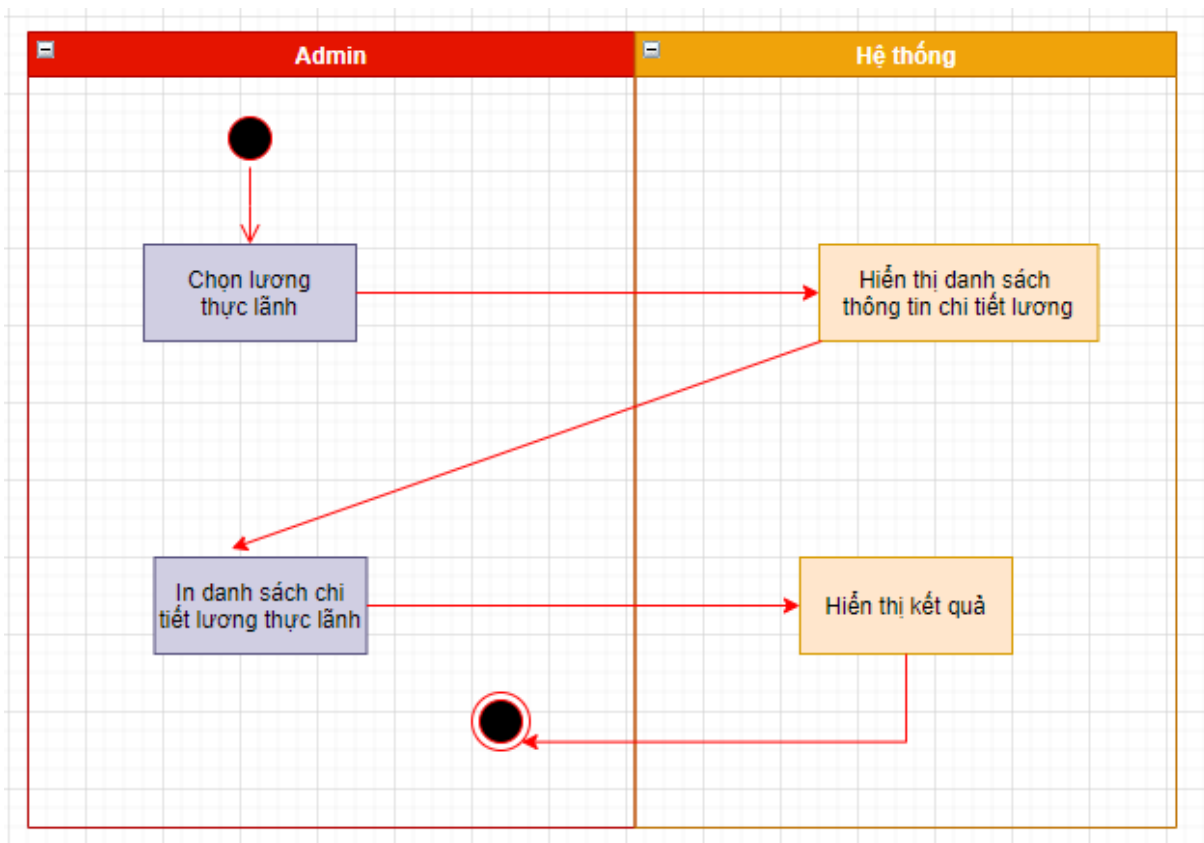 Admin
Hệ thống
Chọn lương
thực lãnh
Hiển thị danh sách
thông tin chi tiết lương
In danh sách chi
tiết lương thực lãnh
Hiển thị kết quả